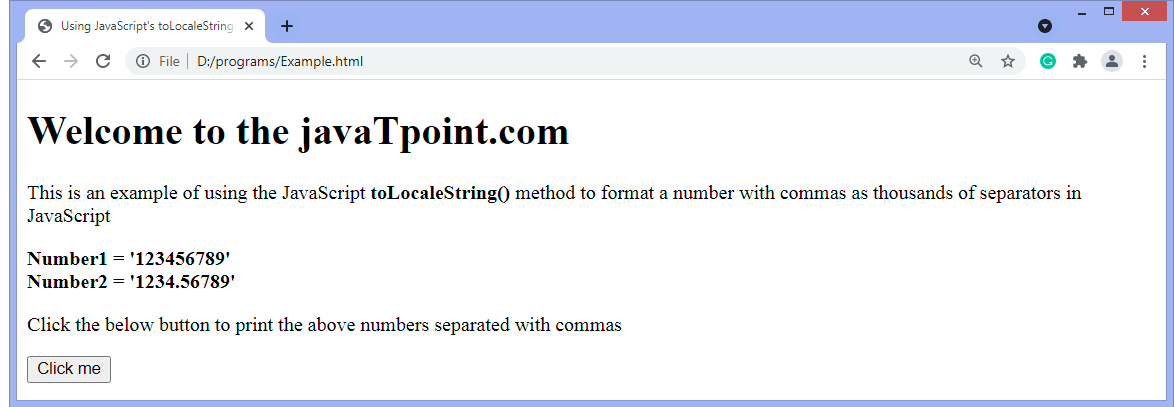 Using JavaScript's toLocaleString
File
D:/programs/Example.html
Welcome to the javaTpoint.com
This is an example of using the JavaScript toLocaleString() method to format a number with commas as thousands of separators in
JavaScript
Number1 = '123456789'
Number2 = '1234.56789'
Click the below button to print the above numbers separated with commas
Click me